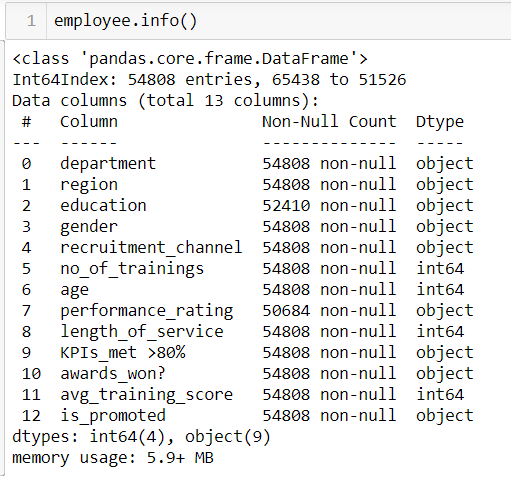 1 employee.info()
<class 'pandas.core.frame.DataFrame'>
Int64Index: 54808 entries, 65438 to 51526
Data columns (total 13 columns):
 #   Column                Non-Null Count  Dtype
---  ------                --------------  -----
 0   department            54808 non-null  object
 1   region                54808 non-null  object
 2   education             52410 non-null  object
 3   gender                54808 non-null  object
 4   recruitment_channel   54808 non-null  object
 5   no_of_trainings       54808 non-null  int64
 6   age                   54808 non-null  int64
 7   performance_rating    50684 non-null  object
 8   length_of_service     54808 non-null  int64
 9   KPIs_met >80%         54808 non-null  object
 10  awards_won?           54808 non-null  object
 11  avg_training_score    54808 non-null  int64
 12  is_promoted           54808 non-null  object
dtypes: int64(4), object(9)
memory usage: 5.9+ MB